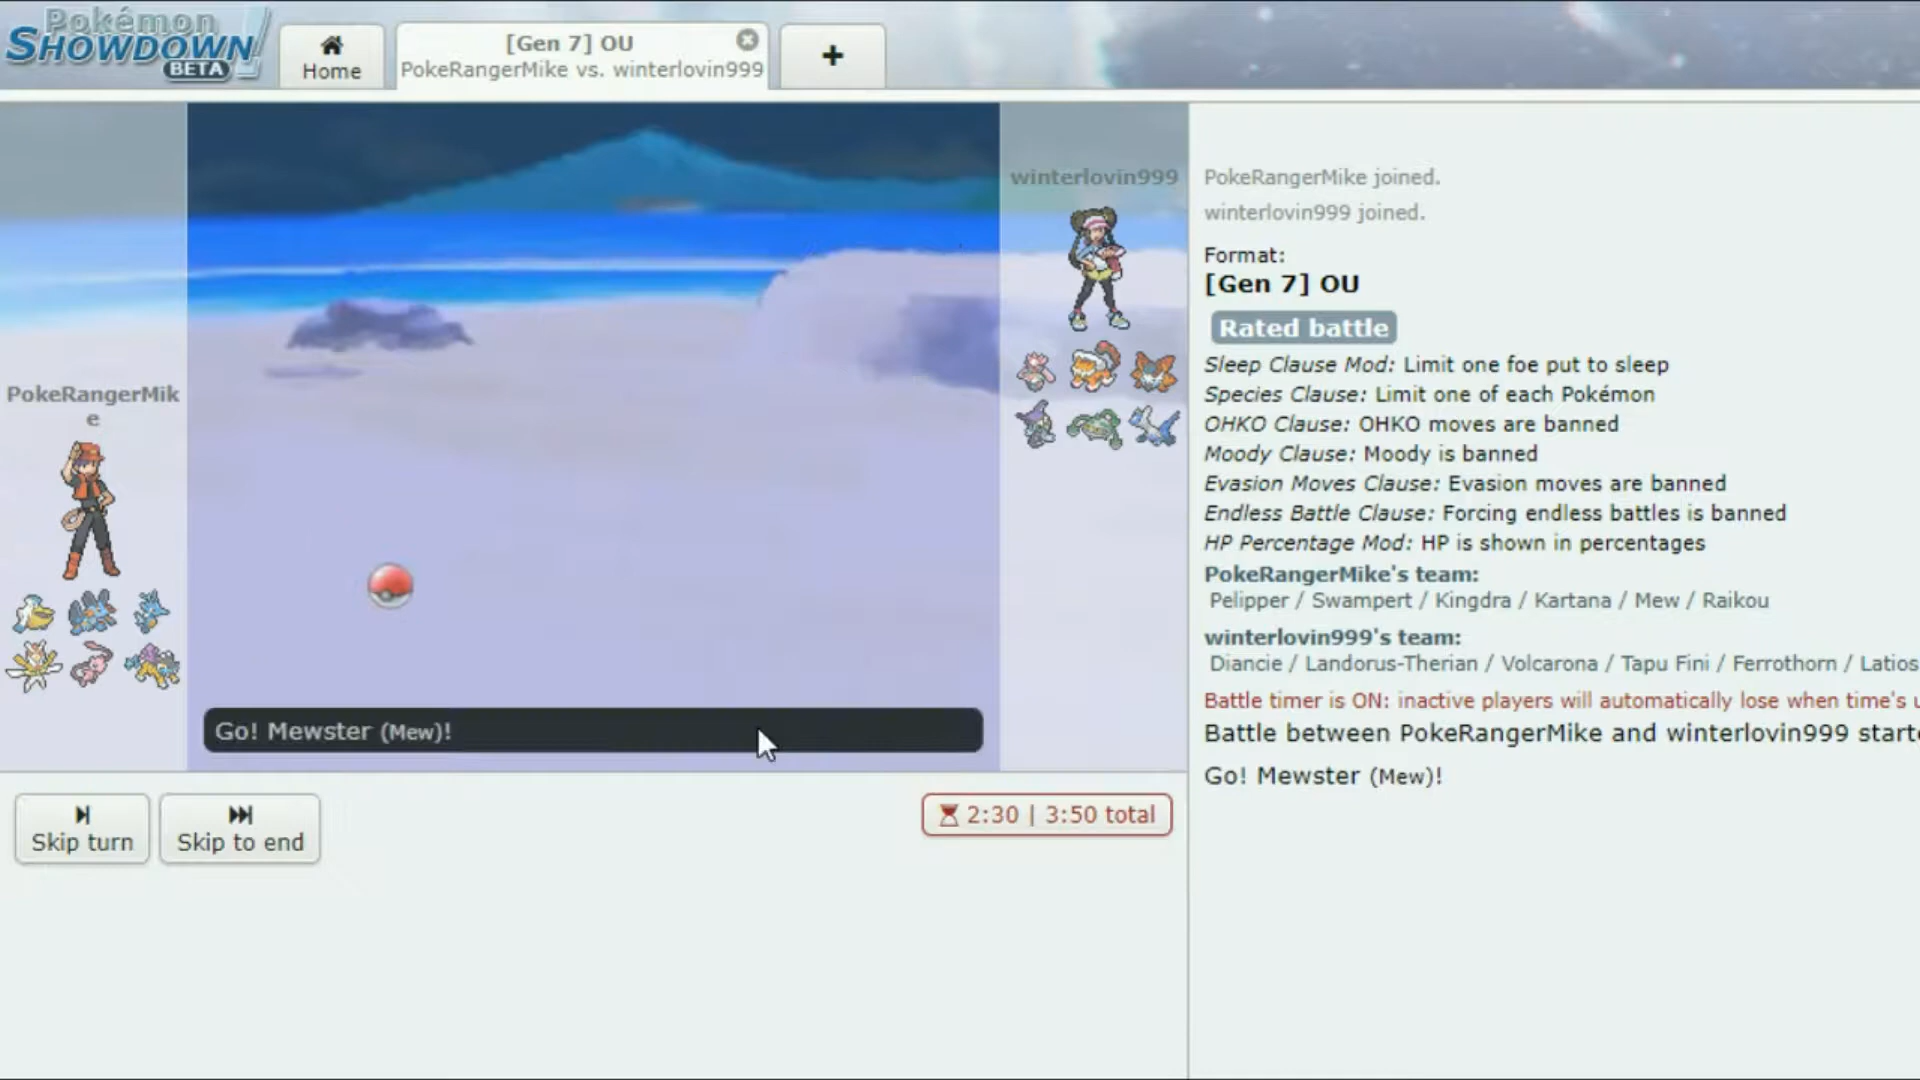 Pokémon
SHOWDOWN
BETA
Home
[Gen 7] OU
PokeRangerMike vs. winterlovin999
+
winterlovin999
PokeRangerMik
e
Go! Mewster (Mew)!
Skip turn
Skip to end
2:30 | 3:50 total
PokeRangerMike joined.
winterlovin999 joined.
Format:
[Gen 7] OU
Rated battle
Sleep Clause Mod: Limit one foe put to sleep
Species Clause: Limit one of each Pokémon
OHKO Clause: OHKO moves are banned
Moody Clause: Moody is banned
Evasion Moves Clause: Evasion moves are banned
Endless Battle Clause: Forcing endless battles is banned
HP Percentage Mod: HP is shown in percentages
PokeRangerMike's team:
Pelipper / Swampert / Kingdra / Kartana / Mew / Raikou
winterlovin999's team:
Diancie / Landorus-Therian / Volcarona / Tapu Fini / Ferrothorn / Latios
Battle timer is ON: inactive players will automatically lose when time's u
Battle between PokeRangerMike and winterlovin999 starte
Go! Mewster (Mew)!